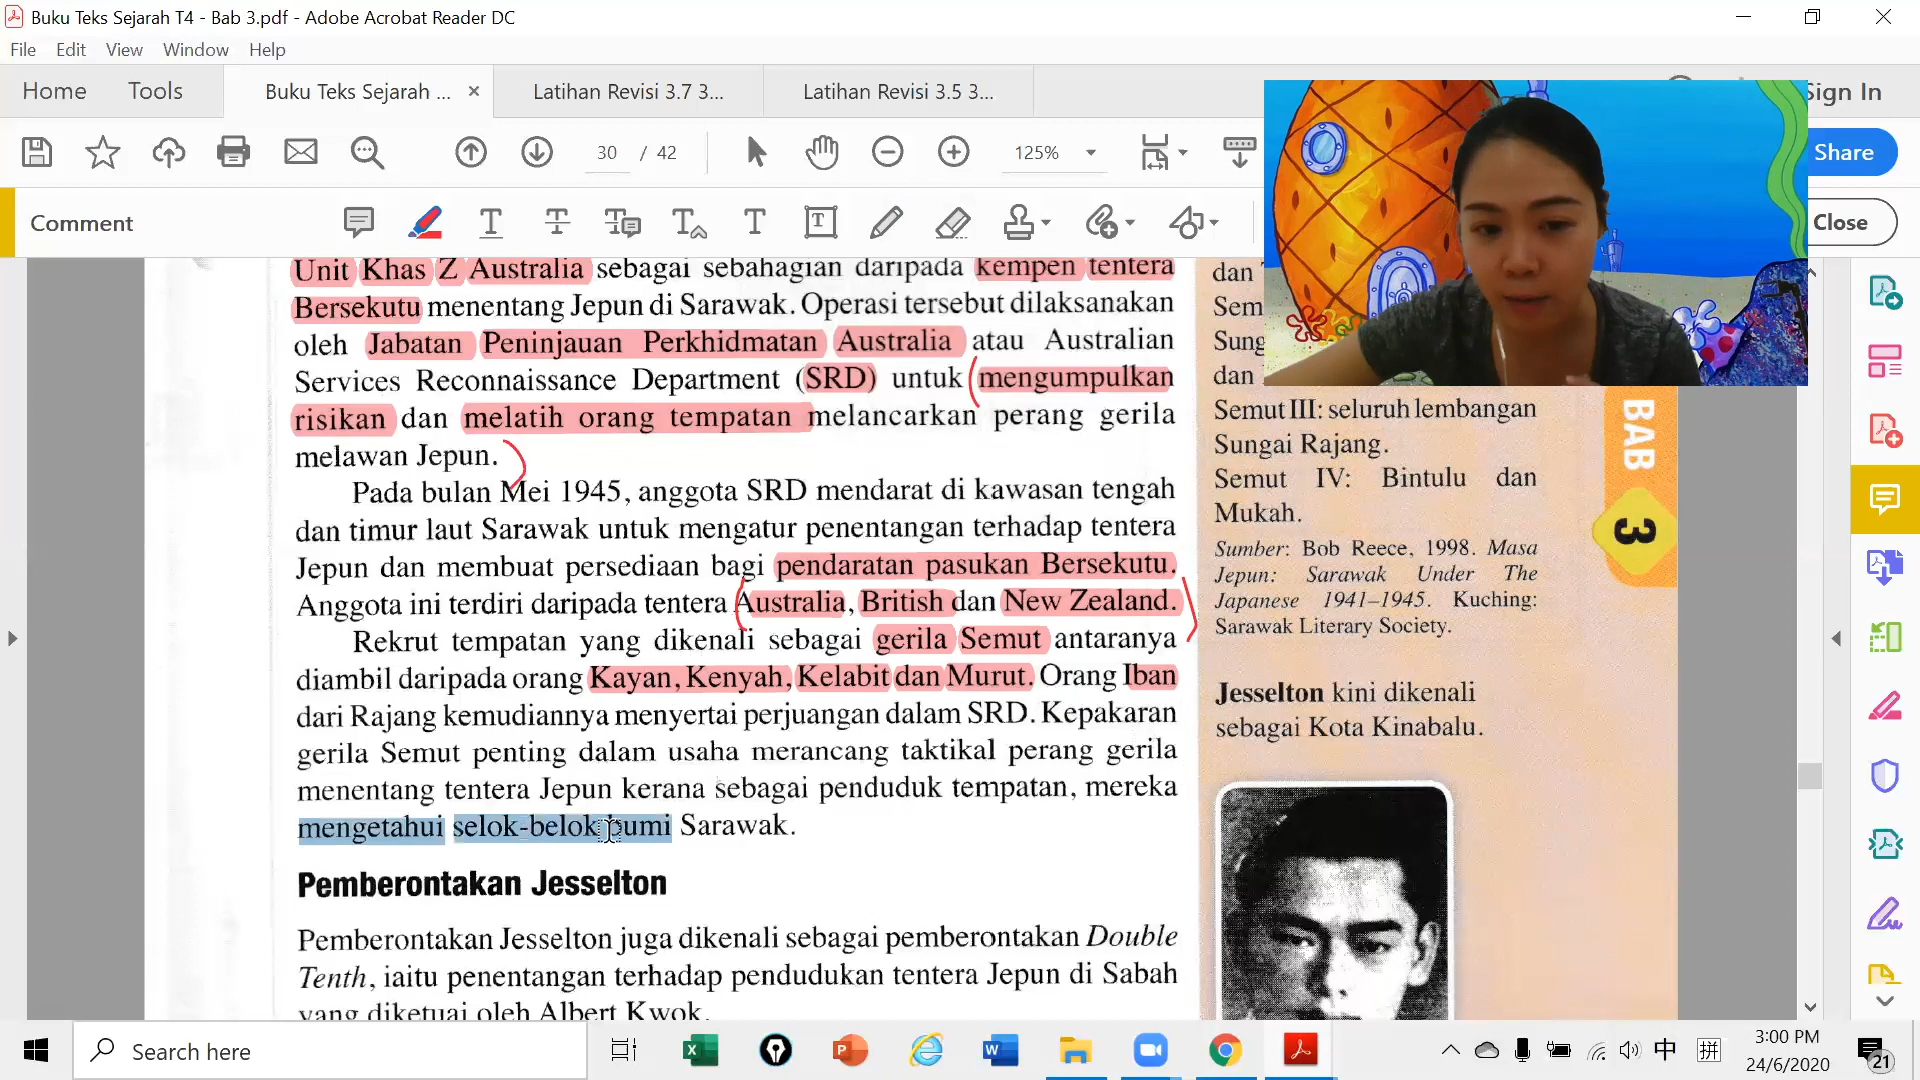 Buku Teks Sejarah T4 - Bab 3.pdf - Adobe Acrobat Reader DC
File Edit View Window Help
Home Tools Buku Teks Sejarah ... × Latihan Revisi 3.7 3... Latihan Revisi 3.5 3... Sign In
30 / 42 125% Share
Comment Close
Unit Khas Z Australia sebagai sebahagian daripada kempen tentera
Bersekutu menentang Jepun di Sarawak. Operasi tersebut dilaksanakan
oleh Jabatan Peninjauan Perkhidmatan Australia atau Australian
Services Reconnaissance Department (SRD) untuk mengumpulkan
risikan dan melatih orang tempatan melancarkan perang gerila
melawan Jepun.
Pada bulan Mei 1945, anggota SRD mendarat di kawasan tengah
dan timur laut Sarawak untuk mengatur penentangan terhadap tentera
Jepun dan membuat persediaan bagi pendaratan pasukan Bersekutu.
Anggota ini terdiri daripada tentera Australia, British dan New Zealand.
Rekrut tempatan yang dikenali sebagai gerila Semut antaranya
diambil daripada orang Kayan, Kenyah, Kelabit dan Murut. Orang Iban
dari Rajang kemudiannya menyertai perjuangan dalam SRD. Kepakaran
gerila Semut penting dalam usaha merancang taktikal perang gerila
menentang tentera Jepun kerana sebagai penduduk tempatan, mereka
mengetahui selok-belok bumi Sarawak.
Pemberontakan Jesselton
Pemberontakan Jesselton juga dikenali sebagai pemberontakan Double
Tenth, iaitu penentangan terhadap pendudukan tentera Jepun di Sabah
yang diketuai oleh Albert Kwok.
dan
Sem
Sung
dan
Semut III: seluruh lembangan
Sungai Rajang.
Semut IV: Bintulu dan
Mukah.
Sumber: Bob Reece, 1998. Masa
Jepun: Sarawak Under The
Japanese 1941–1945. Kuching:
Sarawak Literary Society.
Jesselton kini dikenali
sebagai Kota Kinabalu.
BAB
3
Search here
中 拼
3:00 PM
24/6/2020
21